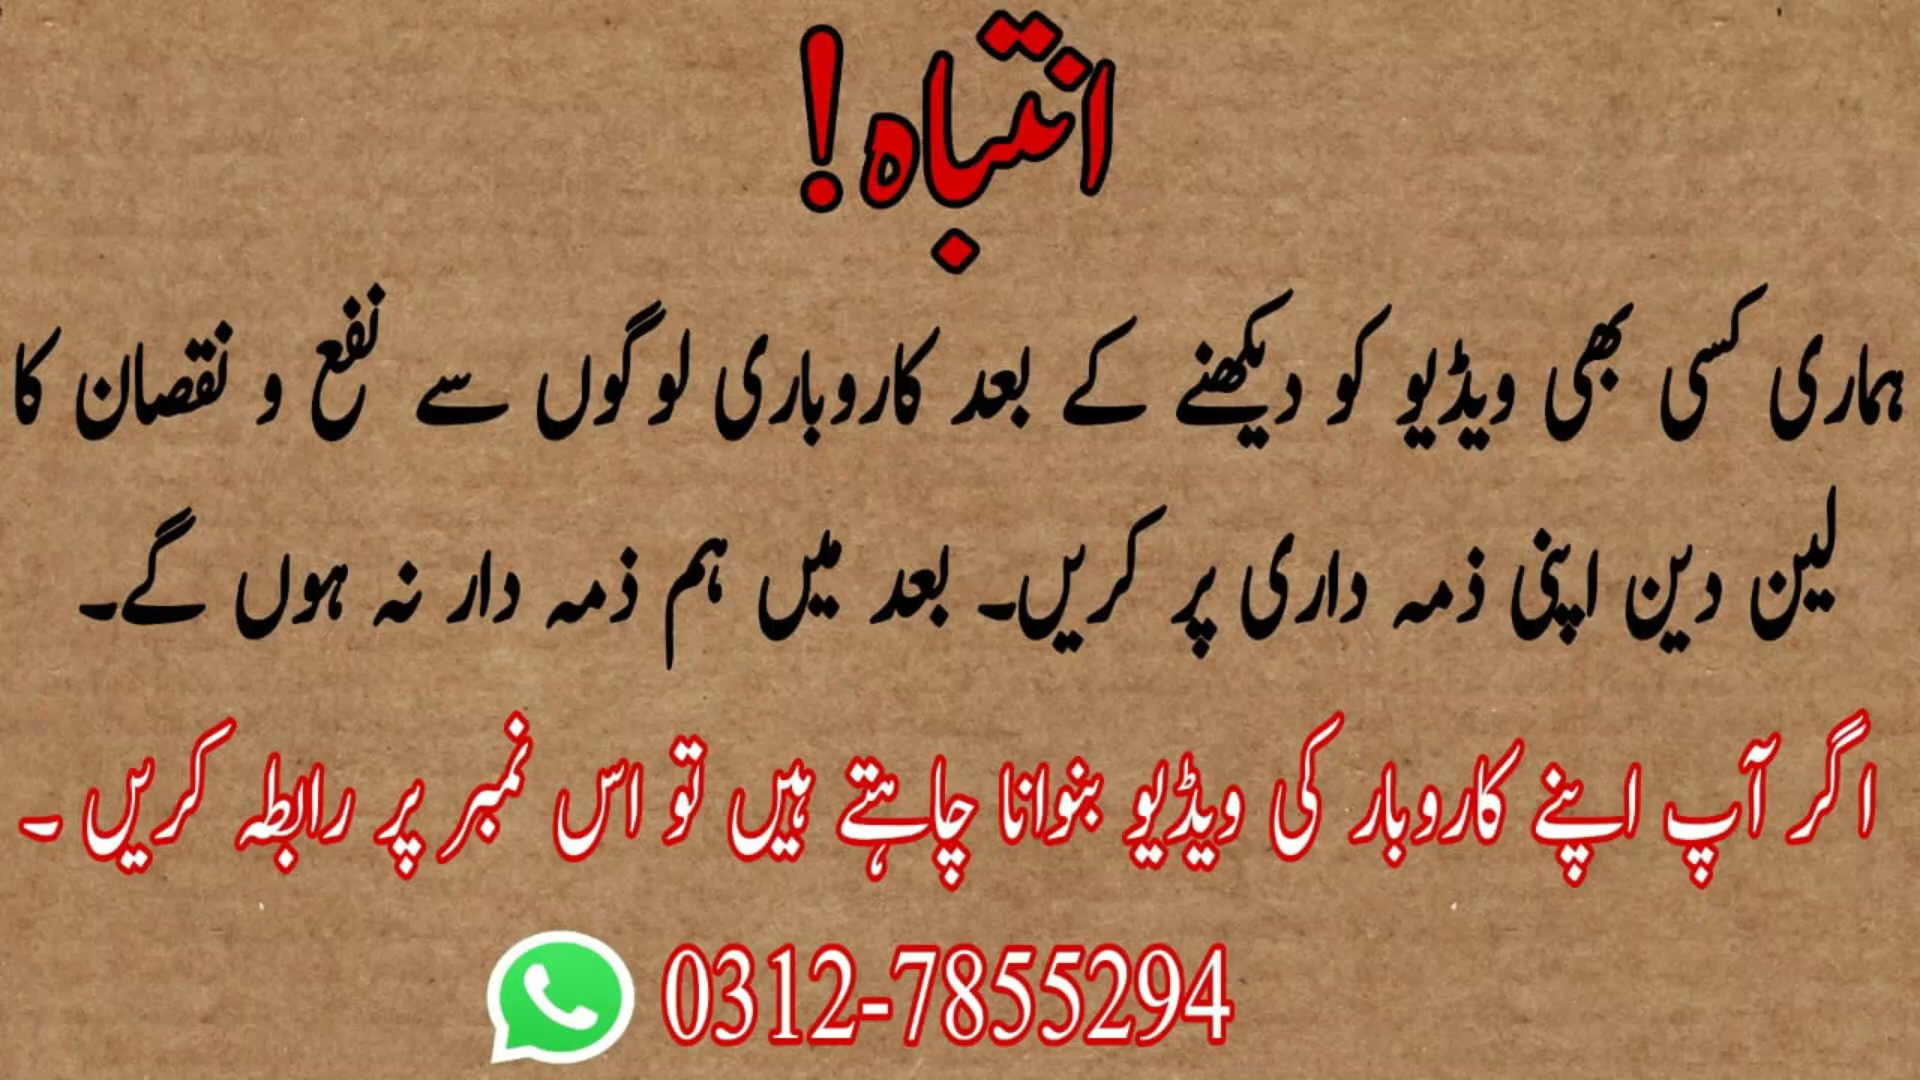 انتباہ!
ہماری کسی بھی ویڈیو کو دیکھنے کے بعد کاروباری لوگوں سے نفع و نقصان کا
لین دین اپنی ذمہ داری پر کریں۔ بعد میں ہم ذمہ دار نہ ہوں گے۔
اگر آپ اپنے کاروبار کی ویڈیو بنوانا چاہتے ہیں تو اس نمبر پر رابطہ کریں ۔
0312-7855294